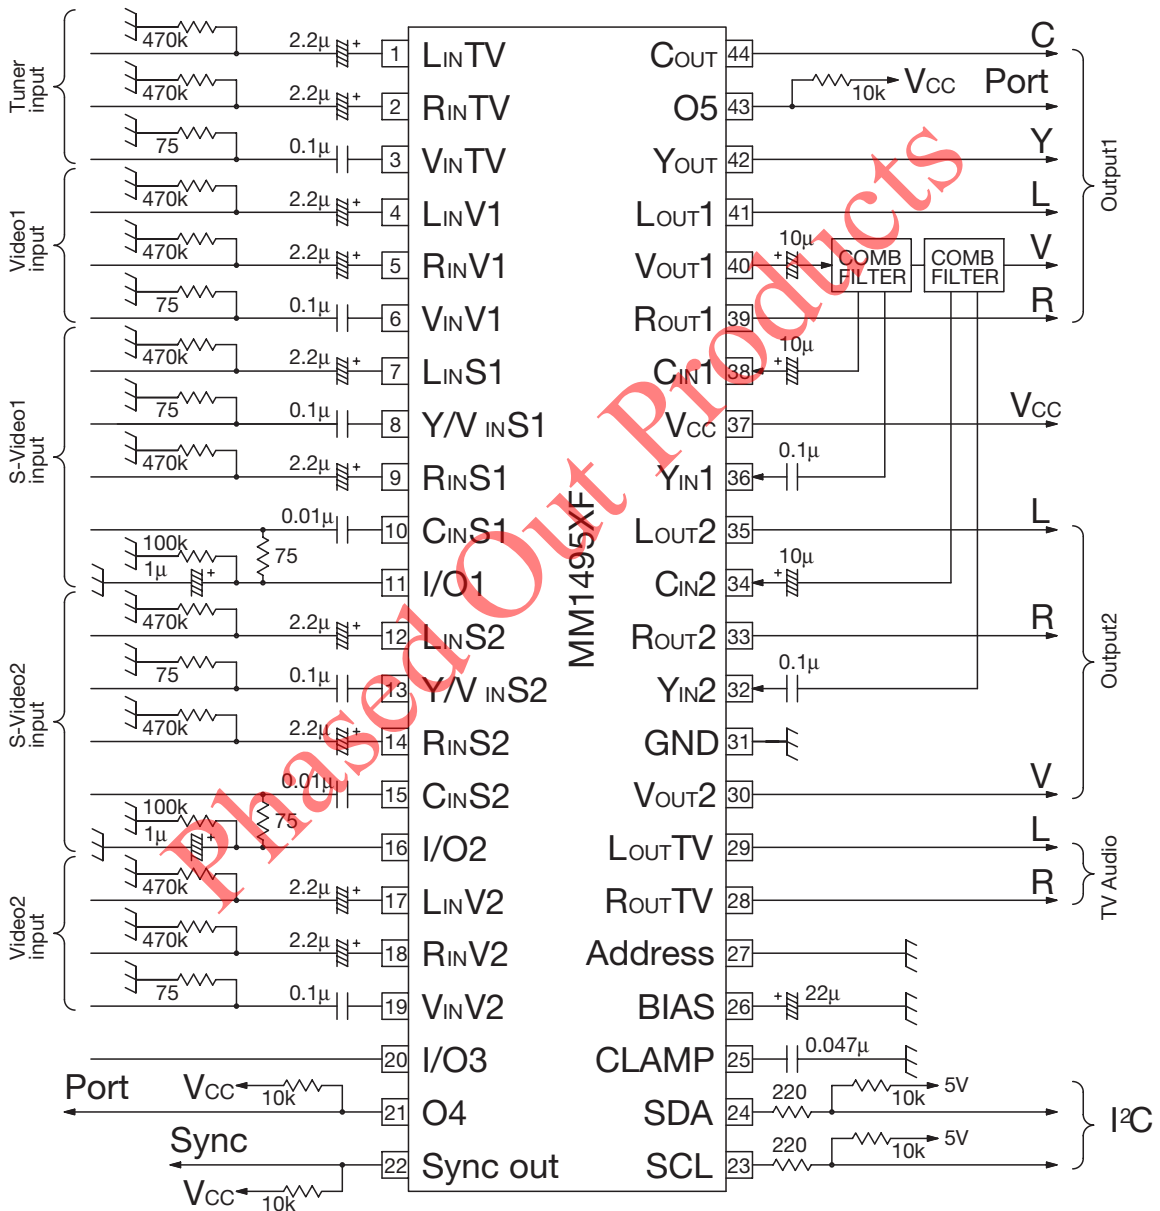 Tuner input
470k 2.2μ + 1 LINTV
470k 2.2μ + 2 RINTV
75 0.1μ 3 VINTV
Video1 input
470k 2.2μ + 4 LINV1
470k 2.2μ + 5 RINV1
75 0.1μ 6 VINV1
S-Video1 input
470k 2.2μ + 7 LINS1
75 0.1μ 8 Y/V INS1
470k 2.2μ + 9 RINS1
0.01μ 10 CINS1
100k 75
1μ + 11 I/O1
S-Video2 input
470k 2.2μ + 12 LINS2
75 0.1μ 13 Y/V INS2
470k 2.2μ + 14 RINS2
0.01μ 15 CINS2
100k 75
1μ + 16 I/O2
Video2 input
470k 2.2μ + 17 LINV2
470k 2.2μ + 18 RINV2
75 0.1μ 19 VINV2
20 I/O3
Port VCC 10k 21 O4
Sync 22 Sync out
VCC 10k
MM1495XF
COUT 44 C
O5 43 10k VCC Port
YOUT 42 Y
LOUT1 41 L
VOUT1 40 + 10μ COMB FILTER COMB FILTER V
ROUT1 39 R
Output1
CIN1 38 + 10μ
VCC 37 VCC
YIN1 36 0.1μ
LOUT2 35 L
CIN2 34 + 10μ
ROUT2 33 R
YIN2 32 0.1μ
GND 31
VOUT2 30 V
Output2
LOUTTV 29 L
ROUTTV 28 R
TV Audio
Address 27
BIAS 26 + 22μ
CLAMP 25 0.047μ
SDA 24 220 10k 5V
SCL 23 220 10k 5V
I²C
Phased Out Products